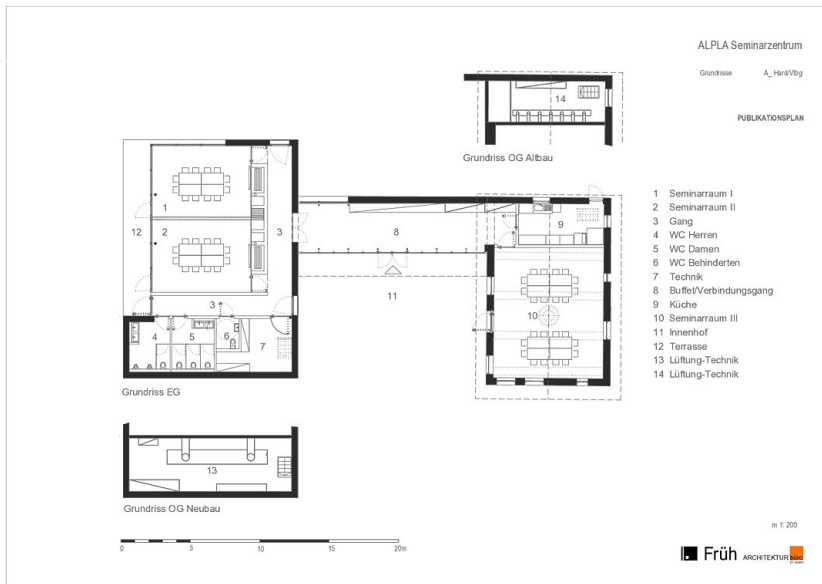 ALPLA Seminarzentrum
Grundrisse A_ Hard/Vlbg
PUBLIKATIONSPLAN
14
Grundriss OG Altbau
1 Seminarraum I
2 Seminarraum II
3 Gang
4 WC Herren
5 WC Damen
6 WC Behinderten
7 Technik
8 Buffet/Verbindungsgang
9 Küche
10 Seminarraum III
11 Innenhof
12 Terrasse
13 Lüftung-Technik
14 Lüftung-Technik
1
2
12
3
8
9
11
3
10
4
5
6
7
Grundriss EG
13
Grundriss OG Neubau
0 5 10 15 20m
m 1: 200
Früh ARCHITEKTURbüro